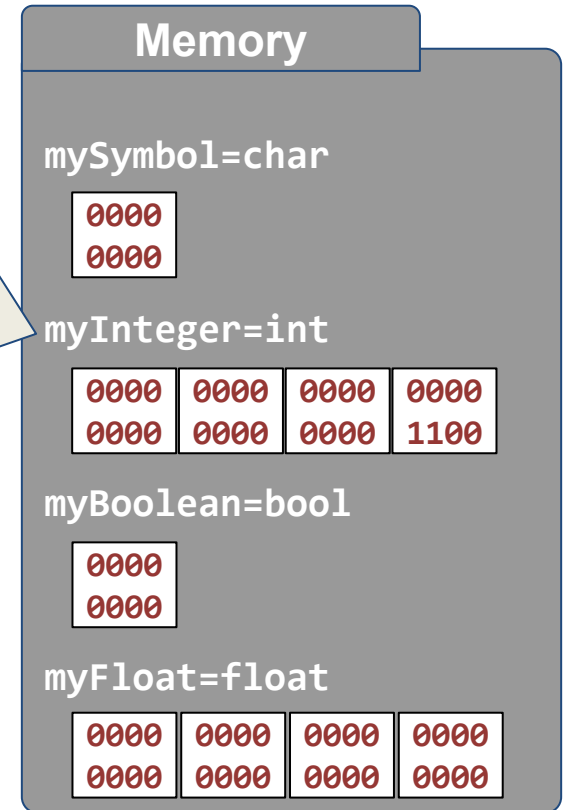 Memory
mySymbol=char
0000
0000
myInteger=int
0000 0000 0000 0000
0000 0000 0000 1100
myBoolean=bool
0000
0000
myFloat=float
0000 0000 0000 0000
0000 0000 0000 0000